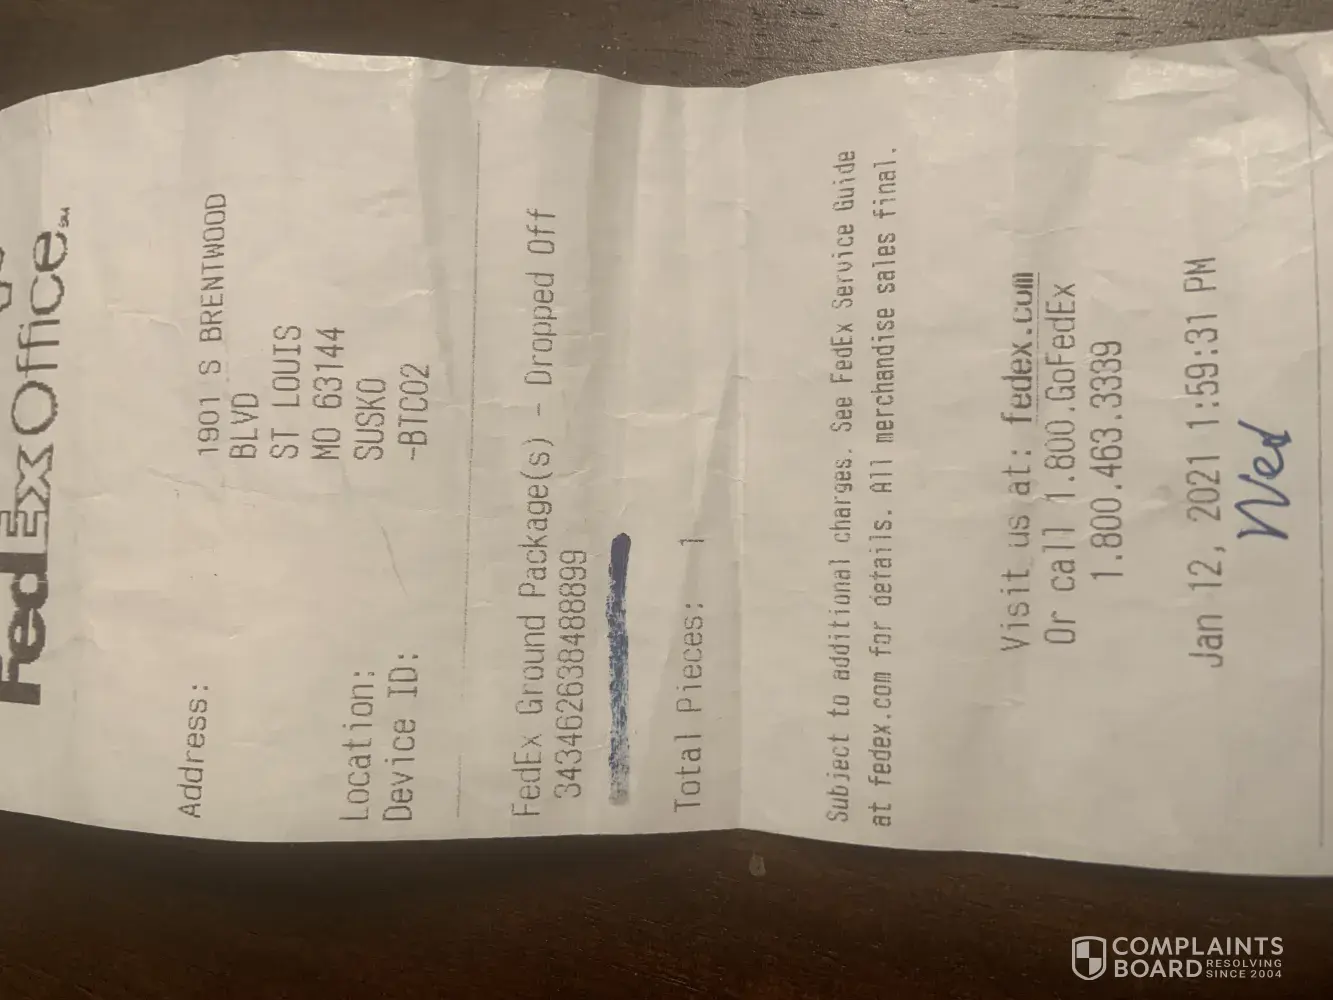 FedEx Office SM
Address: 1901 S BRENTWOOD
BLVD
ST LOUIS
MO 63144
Location: SUSKO
Device ID: -BTC02
FedEx Ground Package(s) - Dropped Off
343462638488899
Total Pieces: 1
Subject to additional charges. See FedEx Service Guide
at fedex.com for details. All merchandise sales final.
Visit us at: fedex.com
Or call 1.800.GoFedEx
1.800.463.3339
Jan 12, 2021 1:59:31 PM
Wed
COMPLAINTS
BOARD RESOLVING
SINCE 2004